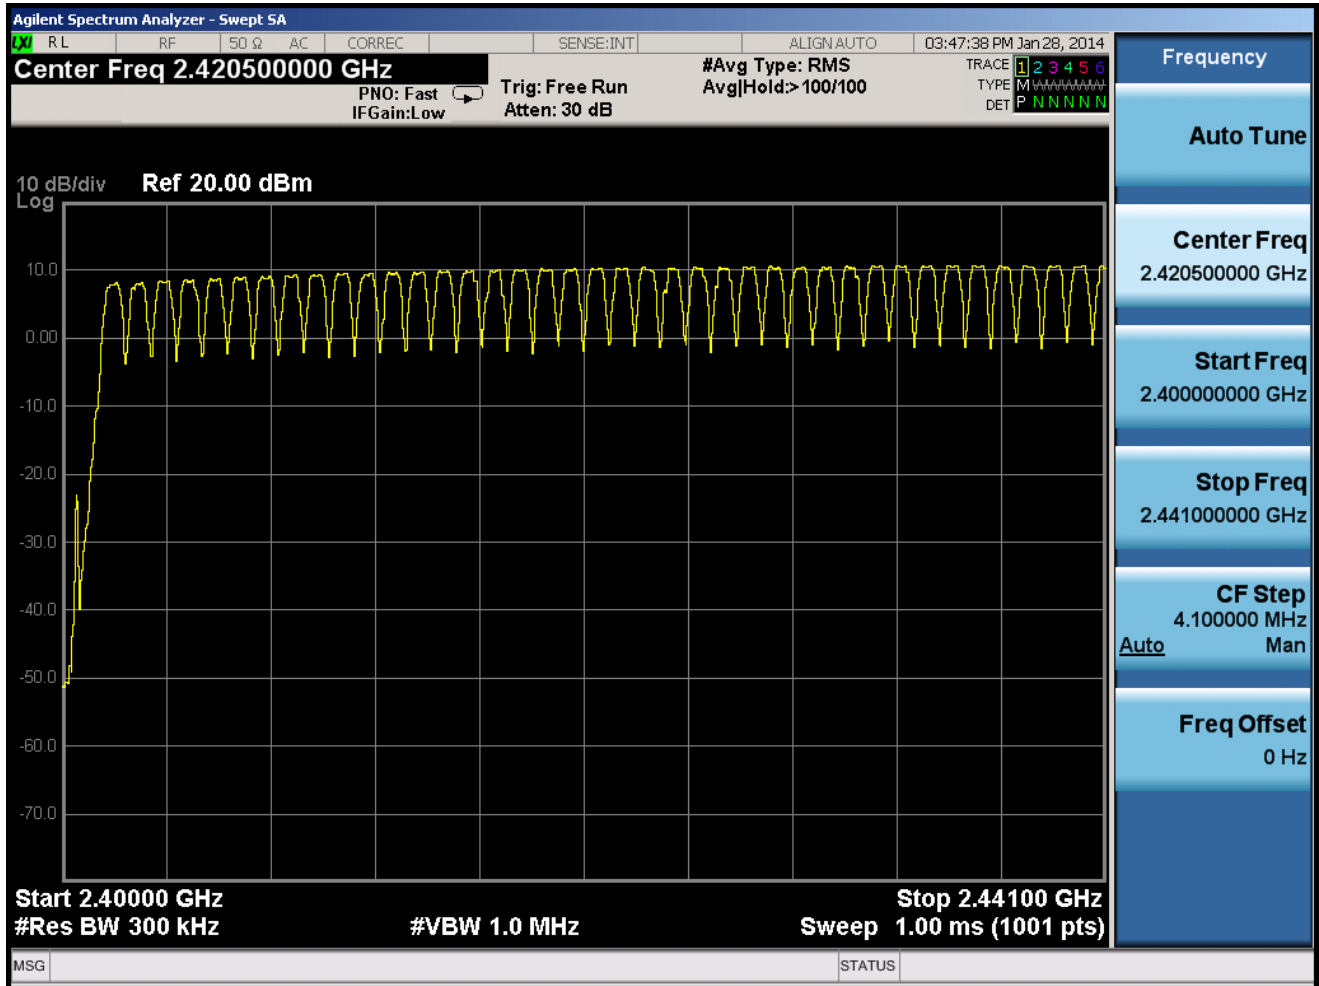 Agilent Spectrum Analyzer - Swept SA
LXI RL RF 50 Ω AC CORREC SENSE:INT ALIGN AUTO 03:47:38 PM Jan 28, 2014
Center Freq 2.420500000 GHz
PNO: Fast
IFGain:Low
Trig: Free Run
Atten: 30 dB
#Avg Type: RMS
Avg|Hold:>100/100
TRACE 1 2 3 4 5 6
TYPE M WWWWW
DET P N N N N N
10 dB/div
Log
Ref 20.00 dBm
10.0
0.00
-10.0
-20.0
-30.0
-40.0
-50.0
-60.0
-70.0
Start 2.40000 GHz
Stop 2.44100 GHz
#Res BW 300 kHz
#VBW 1.0 MHz
Sweep 1.00 ms (1001 pts)
MSG
STATUS
Frequency
Auto Tune
Center Freq
2.420500000 GHz
Start Freq
2.400000000 GHz
Stop Freq
2.441000000 GHz
CF Step
4.100000 MHz
Auto Man
Freq Offset
0 Hz